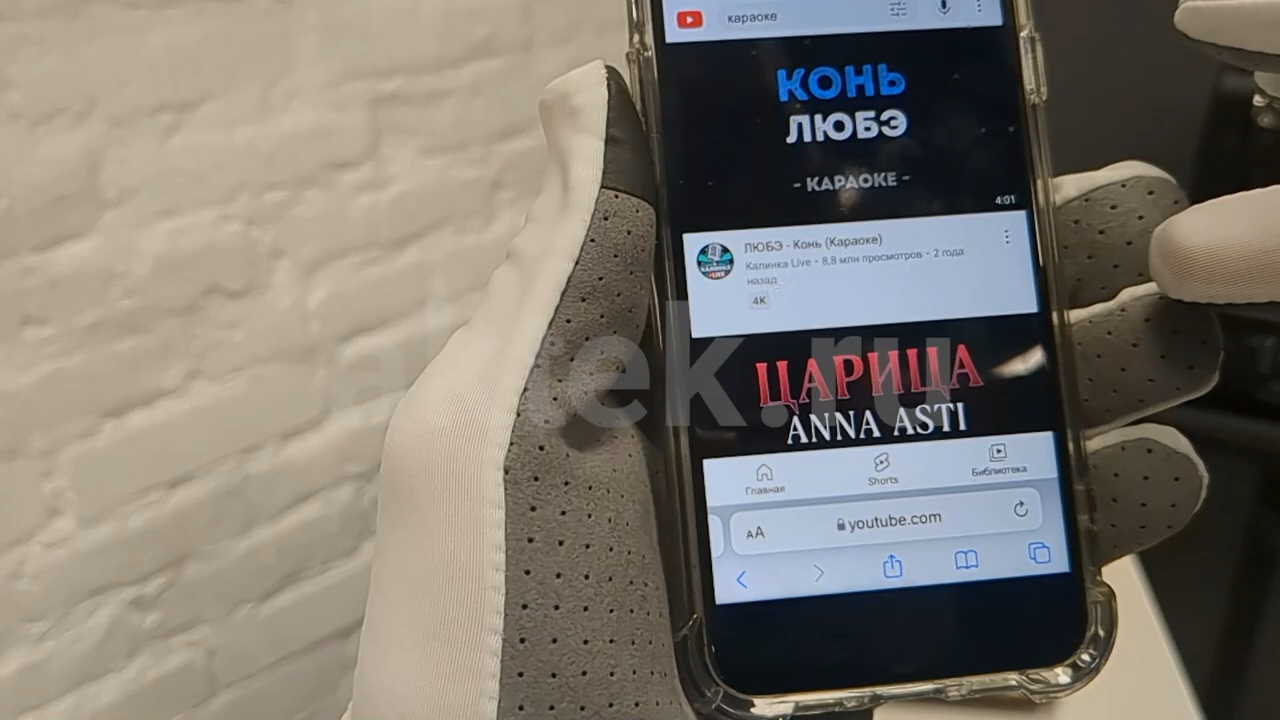 караоке
КОНЬ
ЛЮБЭ
- КАРАОКЕ -
4:01
ЛЮБЭ - Конь (Караоке)
Калинка Live • 8,8 млн просмотров • 2 года
назад
4K
ЦАРИЦА
ANNA ASTI
Главная
Shorts
Библиотека
AA
youtube.com